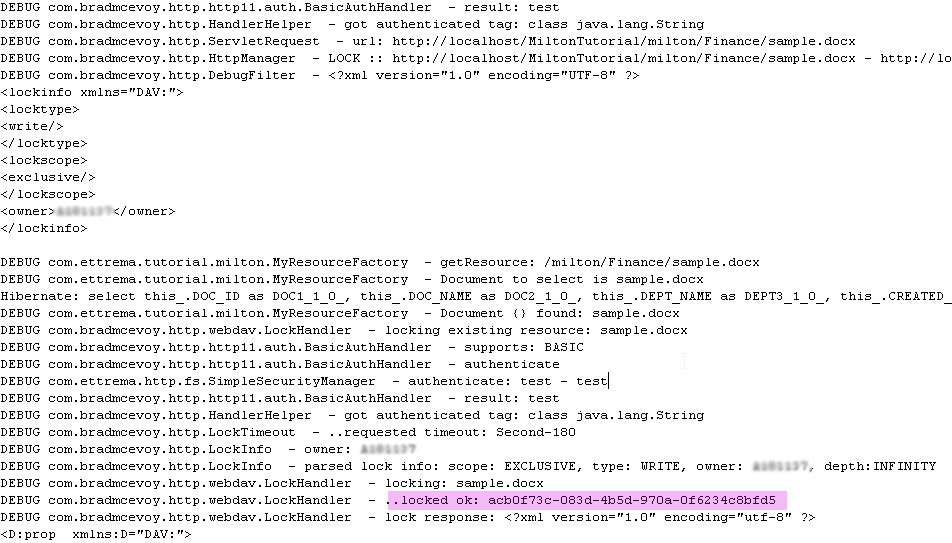 DEBUG com.bradmcevoy.http.http11.auth.BasicAuthHandler  - result: test
DEBUG com.bradmcevoy.http.HandlerHelper  - got authenticated tag: class java.lang.String
DEBUG com.bradmcevoy.http.ServletRequest  - url: http://localhost/MiltonTutorial/milton/Finance/sample.docx
DEBUG com.bradmcevoy.http.HttpManager  - LOCK :: http://localhost/MiltonTutorial/milton/Finance/sample.docx - http://lo
DEBUG com.bradmcevoy.http.DebugFilter  - <?xml version="1.0" encoding="UTF-8" ?>
<lockinfo xmlns="DAV:">
<locktype>
<write/>
</locktype>
<lockscope>
<exclusive/>
</lockscope>
<owner></owner>
</lockinfo>
DEBUG com.ettrema.tutorial.milton.MyResourceFactory  - getResource: /milton/Finance/sample.docx
DEBUG com.ettrema.tutorial.milton.MyResourceFactory  - Document to select is sample.docx
Hibernate: select this_.DOC_ID as DOC1_1_0_, this_.DOC_NAME as DOC2_1_0_, this_.DEPT_NAME as DEPT3_1_0_, this_.CREATED_
DEBUG com.ettrema.tutorial.milton.MyResourceFactory  - Document {} found: sample.docx
DEBUG com.bradmcevoy.http.webdav.LockHandler  - locking existing resource: sample.docx
DEBUG com.bradmcevoy.http.http11.auth.BasicAuthHandler  - supports: BASIC
DEBUG com.bradmcevoy.http.http11.auth.BasicAuthHandler  - authenticate
DEBUG com.ettrema.http.fs.SimpleSecurityManager  - authenticate: test - test
DEBUG com.bradmcevoy.http.http11.auth.BasicAuthHandler  - result: test
DEBUG com.bradmcevoy.http.HandlerHelper  - got authenticated tag: class java.lang.String
DEBUG com.bradmcevoy.http.LockTimeout  - ..requested timeout: Second-180
DEBUG com.bradmcevoy.http.LockInfo  - owner:
DEBUG com.bradmcevoy.http.LockInfo  - parsed lock info: scope: EXCLUSIVE, type: WRITE, owner: , depth:INFINITY
DEBUG com.bradmcevoy.http.webdav.LockHandler  - locking: sample.docx
DEBUG com.bradmcevoy.http.webdav.LockHandler  - ..locked ok: acb0f73c-083d-4b5d-970a-0f6234c8bfd5
DEBUG com.bradmcevoy.http.webdav.LockHandler  - lock response: <?xml version="1.0" encoding="utf-8" ?>
<D:prop  xmlns:D="DAV:">